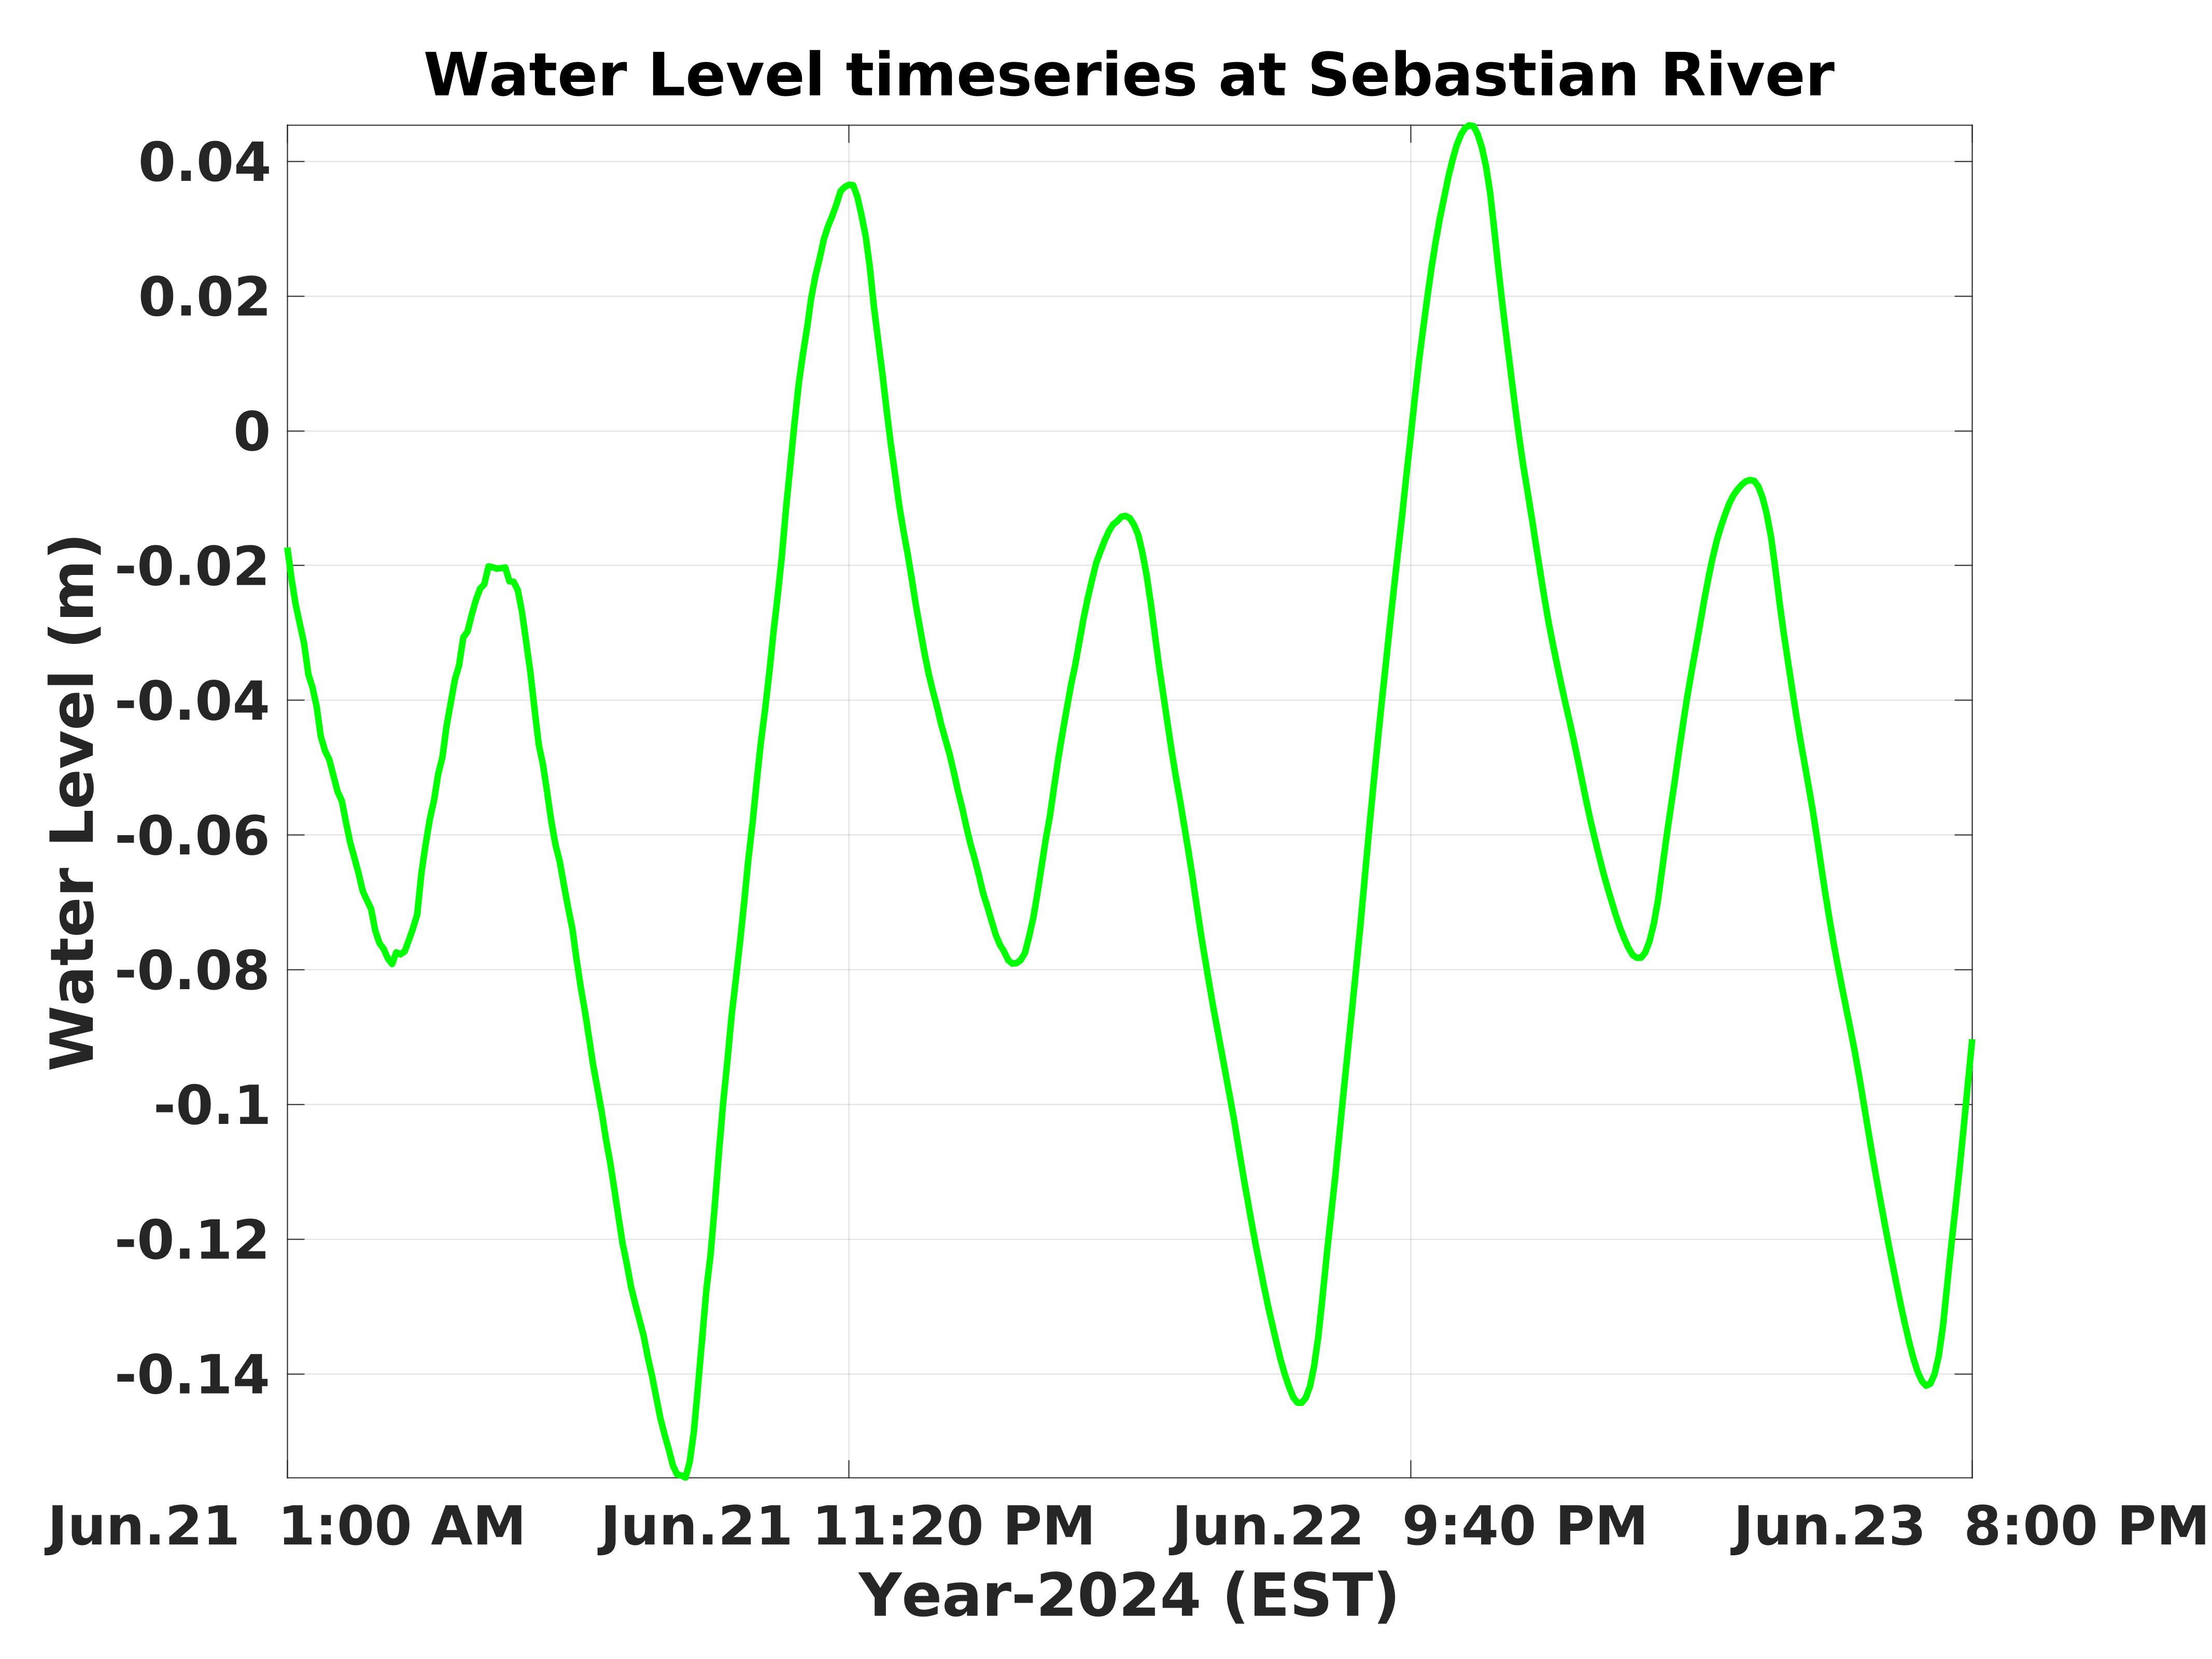 Water Level timeseries at Sebastian River
0.04
0.02
0
-0.02
-0.04
-0.06
-0.08
-0.1
-0.12
-0.14
Water Level (m)
Jun.21 1:00 AM Jun.21 11:20 PM Jun.22 9:40 PM Jun.23 8:00 PM
Year-2024 (EST)